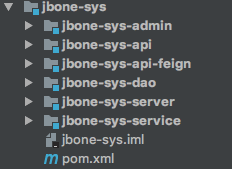 jbone-sys
jbone-sys-admin
jbone-sys-api
jbone-sys-api-feign
jbone-sys-dao
jbone-sys-server
jbone-sys-service
jbone-sys.iml
m pom.xml